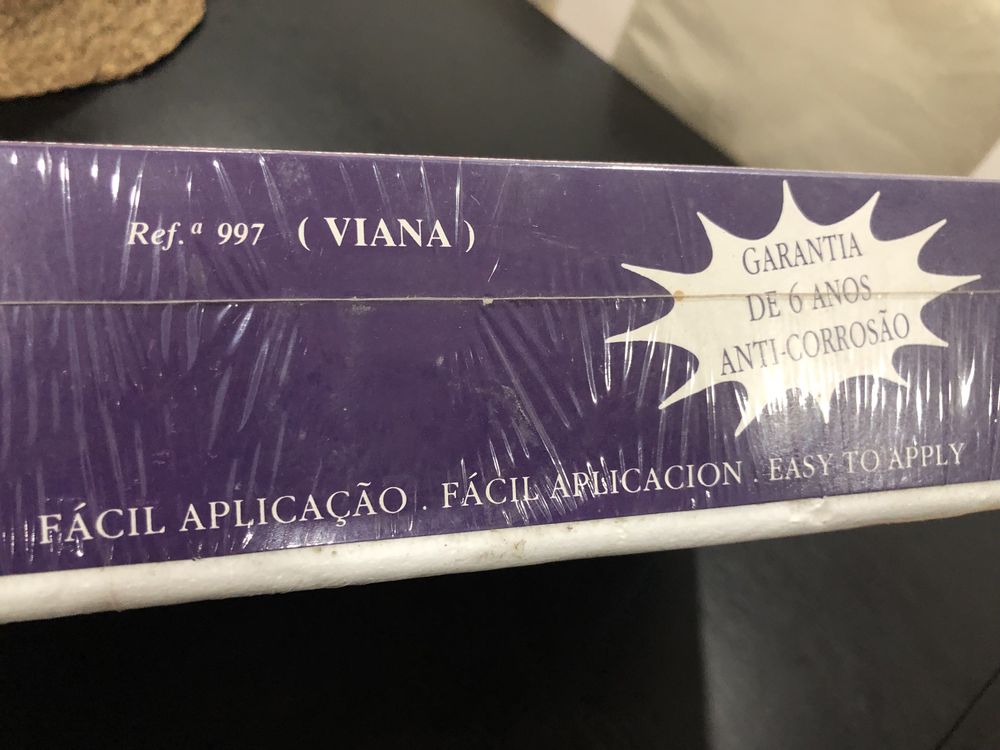 Ref.ª 997 ( VIANA )
GARANTIA
DE 6 ANOS
ANTI-CORROSÃO
FÁCIL APLICAÇÃO . FÁCIL APLICACION . EASY TO APPLY